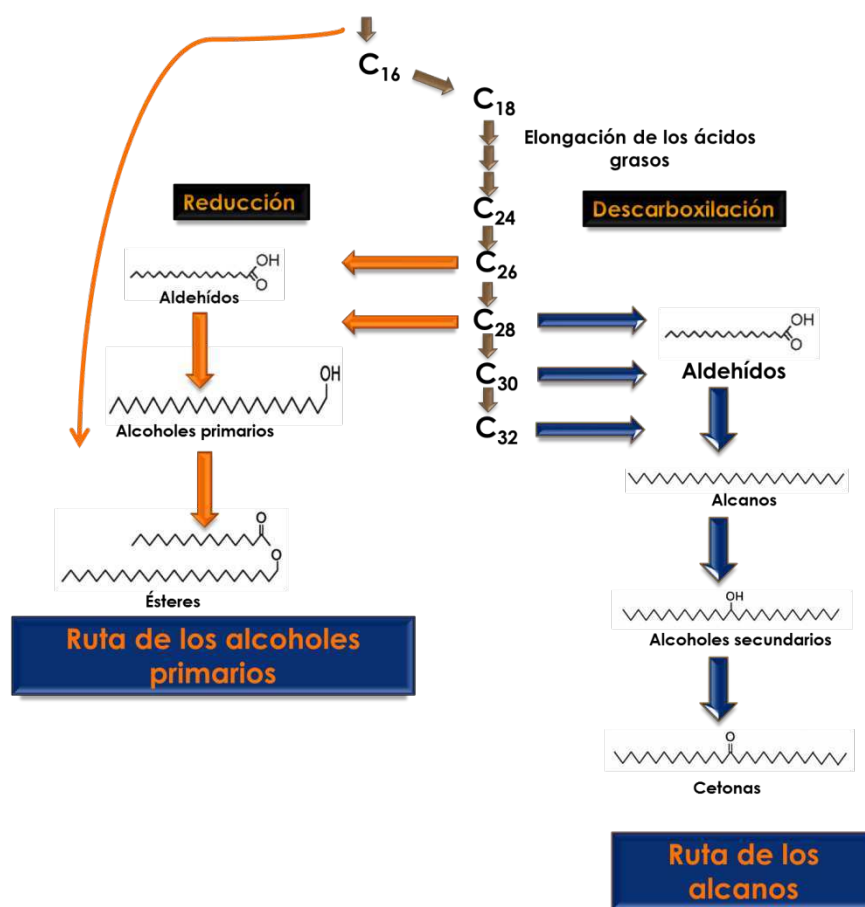 C16
C18
Elongación de los ácidos
grasos
Reducción
C24
Descarboxilación
OH
O
Aldehídos
C26
C28
OH
O
Aldehídos
OH
Alcoholes primarios
C30
C32
Alcanos
O
O
Ésteres
OH
Alcoholes secundarios
Ruta de los alcoholes
primarios
O
Cetonas
Ruta de los
alcanos